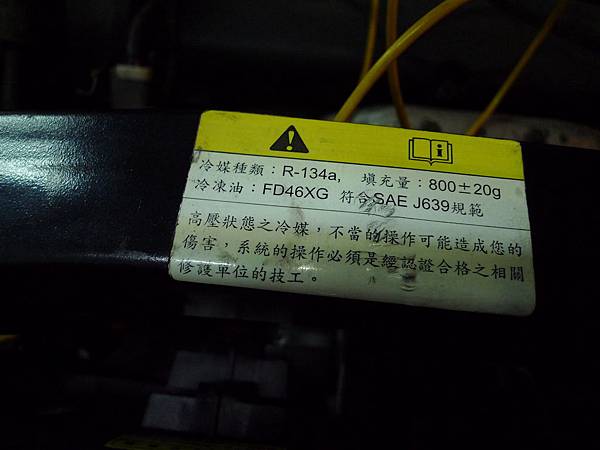 冷媒種類：R-134a, 填充量：800±20g
冷凍油：FD46XG 符合SAE J639規範
高壓狀態之冷媒，不當的操作可能造成您的
傷害，系統的操作必須是經認證合格之相關
修護單位的技工。